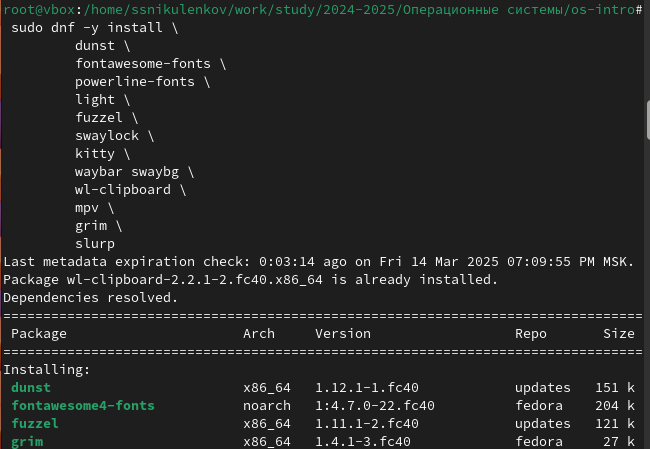 root@vbox:/home/ssnikulenkov/work/study/2024-2025/Операционные системы/os-intro#
sudo dnf -y install \
dunst \
fontawesome-fonts \
powerline-fonts \
light \
fuzzel \
swaylock \
kitty \
waybar swaybg \
wl-clipboard \
mpv \
grim \
slurp
Last metadata expiration check: 0:03:14 ago on Fri 14 Mar 2025 07:09:55 PM MSK.
Package wl-clipboard-2.2.1-2.fc40.x86_64 is already installed.
Dependencies resolved.
================================================================================
Package Arch Version Repo Size
================================================================================
Installing:
dunst x86_64 1.12.1-1.fc40 updates 151 k
fontawesome4-fonts noarch 1:4.7.0-22.fc40 fedora 204 k
fuzzel x86_64 1.11.1-2.fc40 updates 121 k
grim x86_64 1.4.1-3.fc40 fedora 27 k